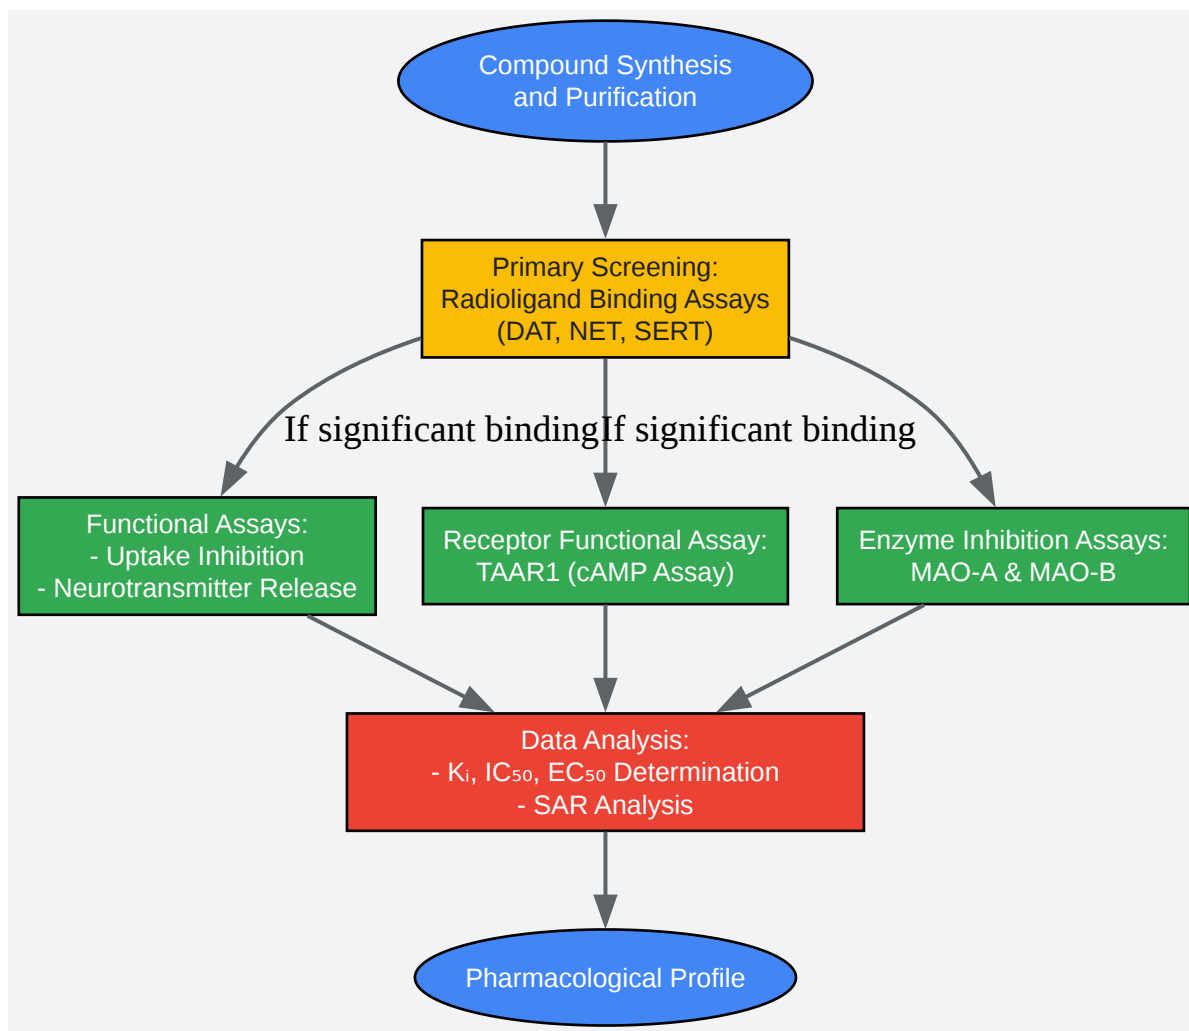 Compound Synthesis
and Purification
Primary Screening:
Radioligand Binding Assays
(DAT, NET, SERT)
If significant binding
If significant binding
Functional Assays:
- Uptake Inhibition
- Neurotransmitter Release
Receptor Functional Assay:
TAAR1 (cAMP Assay)
Enzyme Inhibition Assays:
MAO-A & MAO-B
Data Analysis:
- Kᵢ, IC₅₀, EC₅₀ Determination
- SAR Analysis
Pharmacological Profile